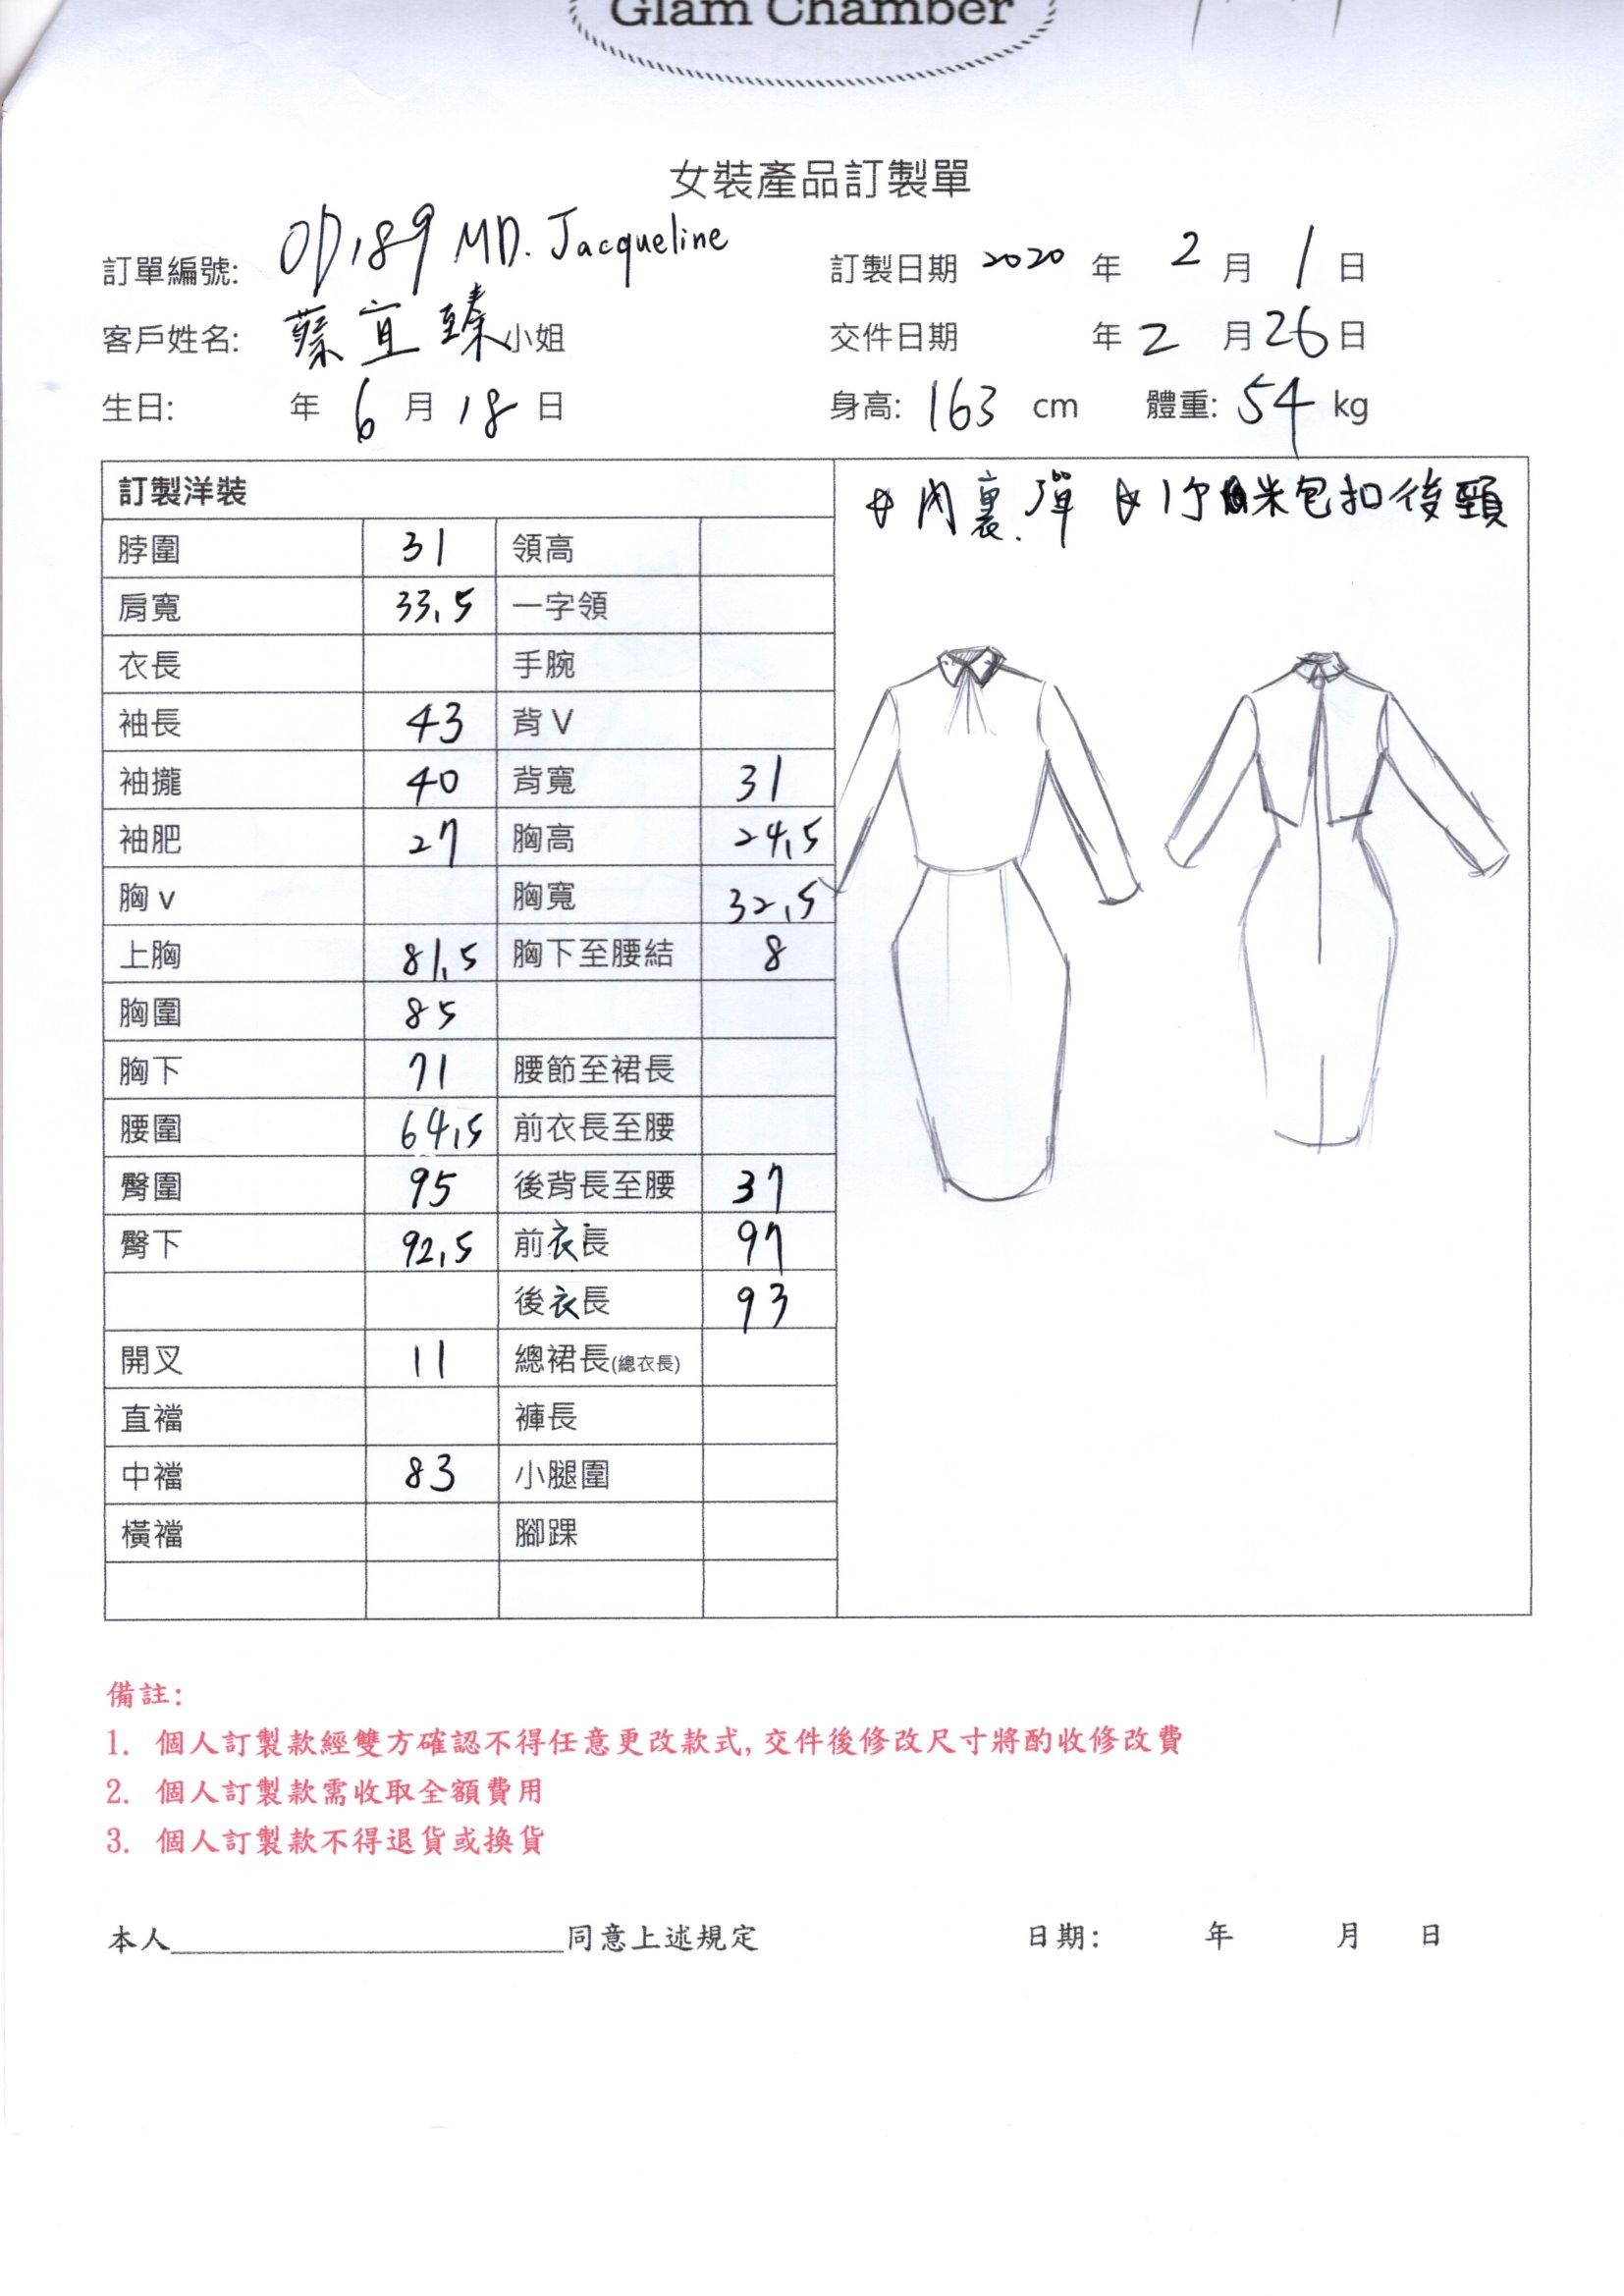 Glam Chamber
女裝產品訂製單
訂單編號: OD189 MD. Jacqueline 訂製日期 2020 年 2 月 1 日
客戶姓名: 蔡宜臻小姐 交件日期 年 2 月 26 日
生日: 年 6 月 18 日 身高: 163 cm 體重: 54 kg
訂製洋裝
內裏.彈 米包扣後頸
脖圍 31 領高
肩寬 33.5 一字領
衣長 手腕
袖長 43 背 V
袖攏 40 背寬 31
袖肥 27 胸高 24.5
胸 v 胸寬 32.5
上胸 81.5 胸下至腰結 8
胸圍 85
胸下 71 腰節至裙長
腰圍 64.5 前衣長至腰
臀圍 95 後背長至腰 37
臀下 92.5 前衣長 97
後衣長 93
開叉 11 總裙長(總衣長)
直襠 褲長
中襠 83 小腿圍
橫襠 腳踝
備註:
1. 個人訂製款經雙方確認不得任意更改款式,交件後修改尺寸將酌收修改費
2. 個人訂製款需收取全額費用
3. 個人訂製款不得退貨或換貨
本人________________________同意上述規定 日期: 年 月 日